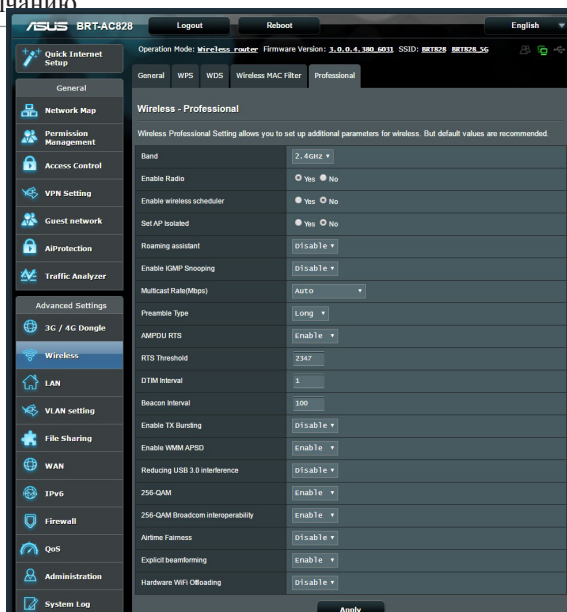 лчанию
ASUS BRT-AC828 Logout Reboot English
Quick Internet Setup
General
Network Map
Permission Management
Access Control
VPN Setting
Guest network
AiProtection
Traffic Analyzer
Advanced Settings
3G / 4G Dongle
Wireless
LAN
VLAN setting
File Sharing
WAN
IPv6
Firewall
QoS
Administration
System Log
Operation Mode: Wireless router Firmware Version: 3.0.0.4.380_6031 SSID: BRT828 BRT828_5G
General WPS WDS Wireless MAC Filter Professional
Wireless - Professional
Wireless Professional Setting allows you to set up additional parameters for wireless. But default values are recommended.
Band 2.4GHz
Enable Radio Yes No
Enable wireless scheduler Yes No
Set AP Isolated Yes No
Roaming assistant Disable
Enable IGMP Snooping Disable
Multicast Rate(Mbps) Auto
Preamble Type Long
AMPDU RTS Enable
RTS Threshold 2347
DTIM Interval 1
Beacon Interval 100
Enable TX Bursting Disable
Enable WMM APSD Enable
Reducing USB 3.0 interference Disable
256-QAM Enable
256-QAM Broadcom interoperability Enable
Airtime Fairness Disable
Explicit beamforming Enable
Hardware WiFi Offloading Disable
Apply